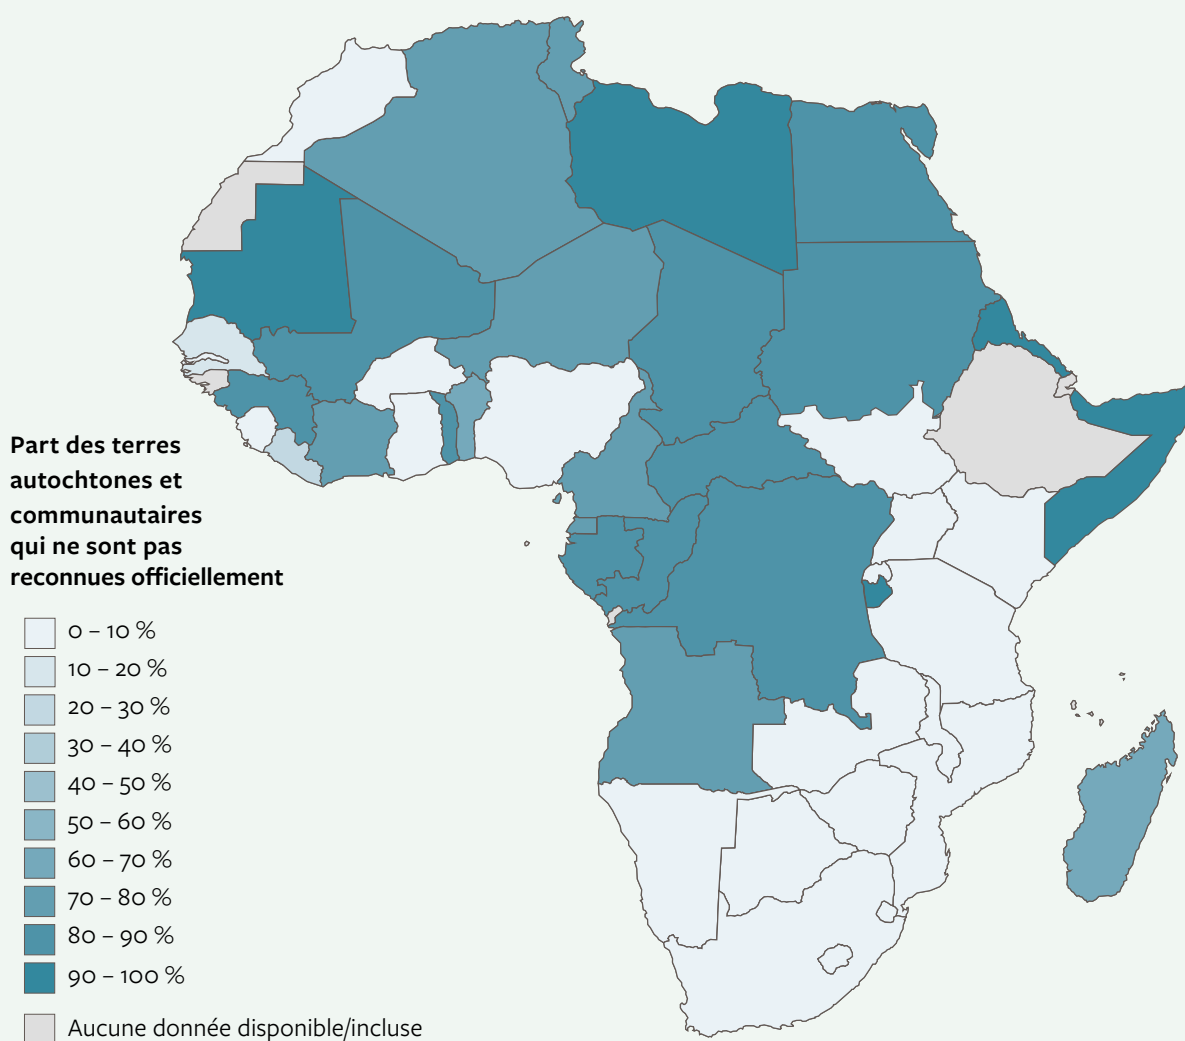 Part des terres
autochtones et
communautaires
qui ne sont pas
reconnues officiellement
0 – 10 %
10 – 20 %
20 – 30 %
30 – 40 %
40 – 50 %
50 – 60 %
60 – 70 %
70 – 80 %
80 – 90 %
90 – 100 %
Aucune donnée disponible/incluse